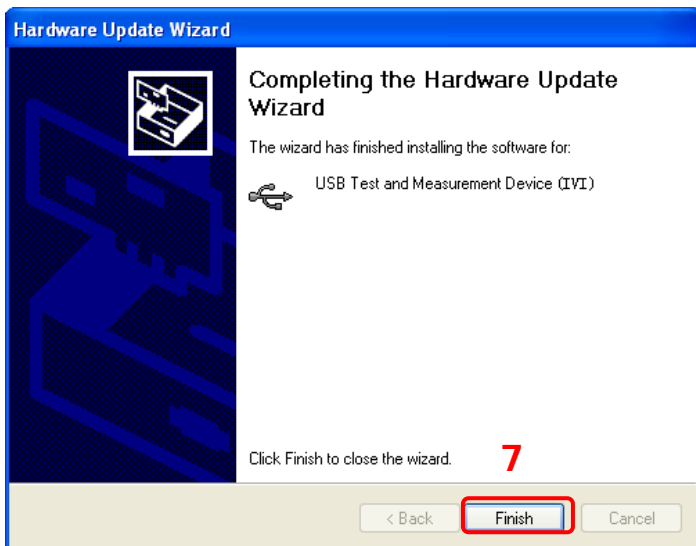 Hardware Update Wizard
Completing the Hardware Update
Wizard
The wizard has finished installing the software for:
USB Test and Measurement Device (IVI)
Click Finish to close the wizard.
7
< Back
Finish
Cancel